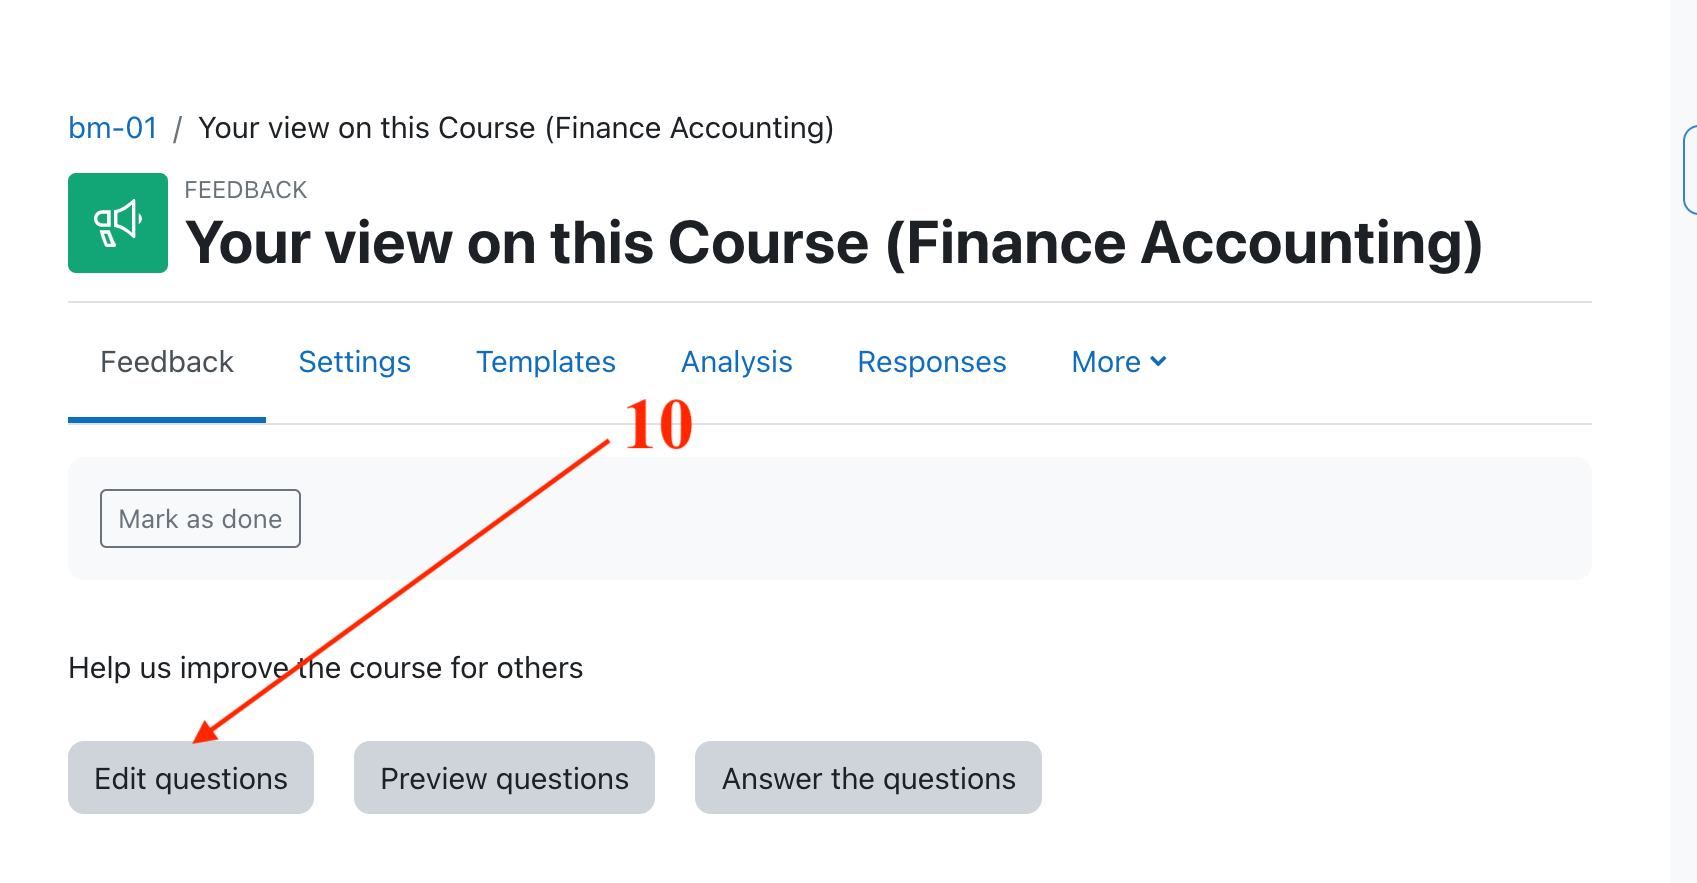 bm-01 / Your view on this Course (Finance Accounting)
FEEDBACK
Your view on this Course (Finance Accounting)
Feedback Settings Templates Analysis Responses More
10
Mark as done
Help us improve the course for others
Edit questions Preview questions Answer the questions